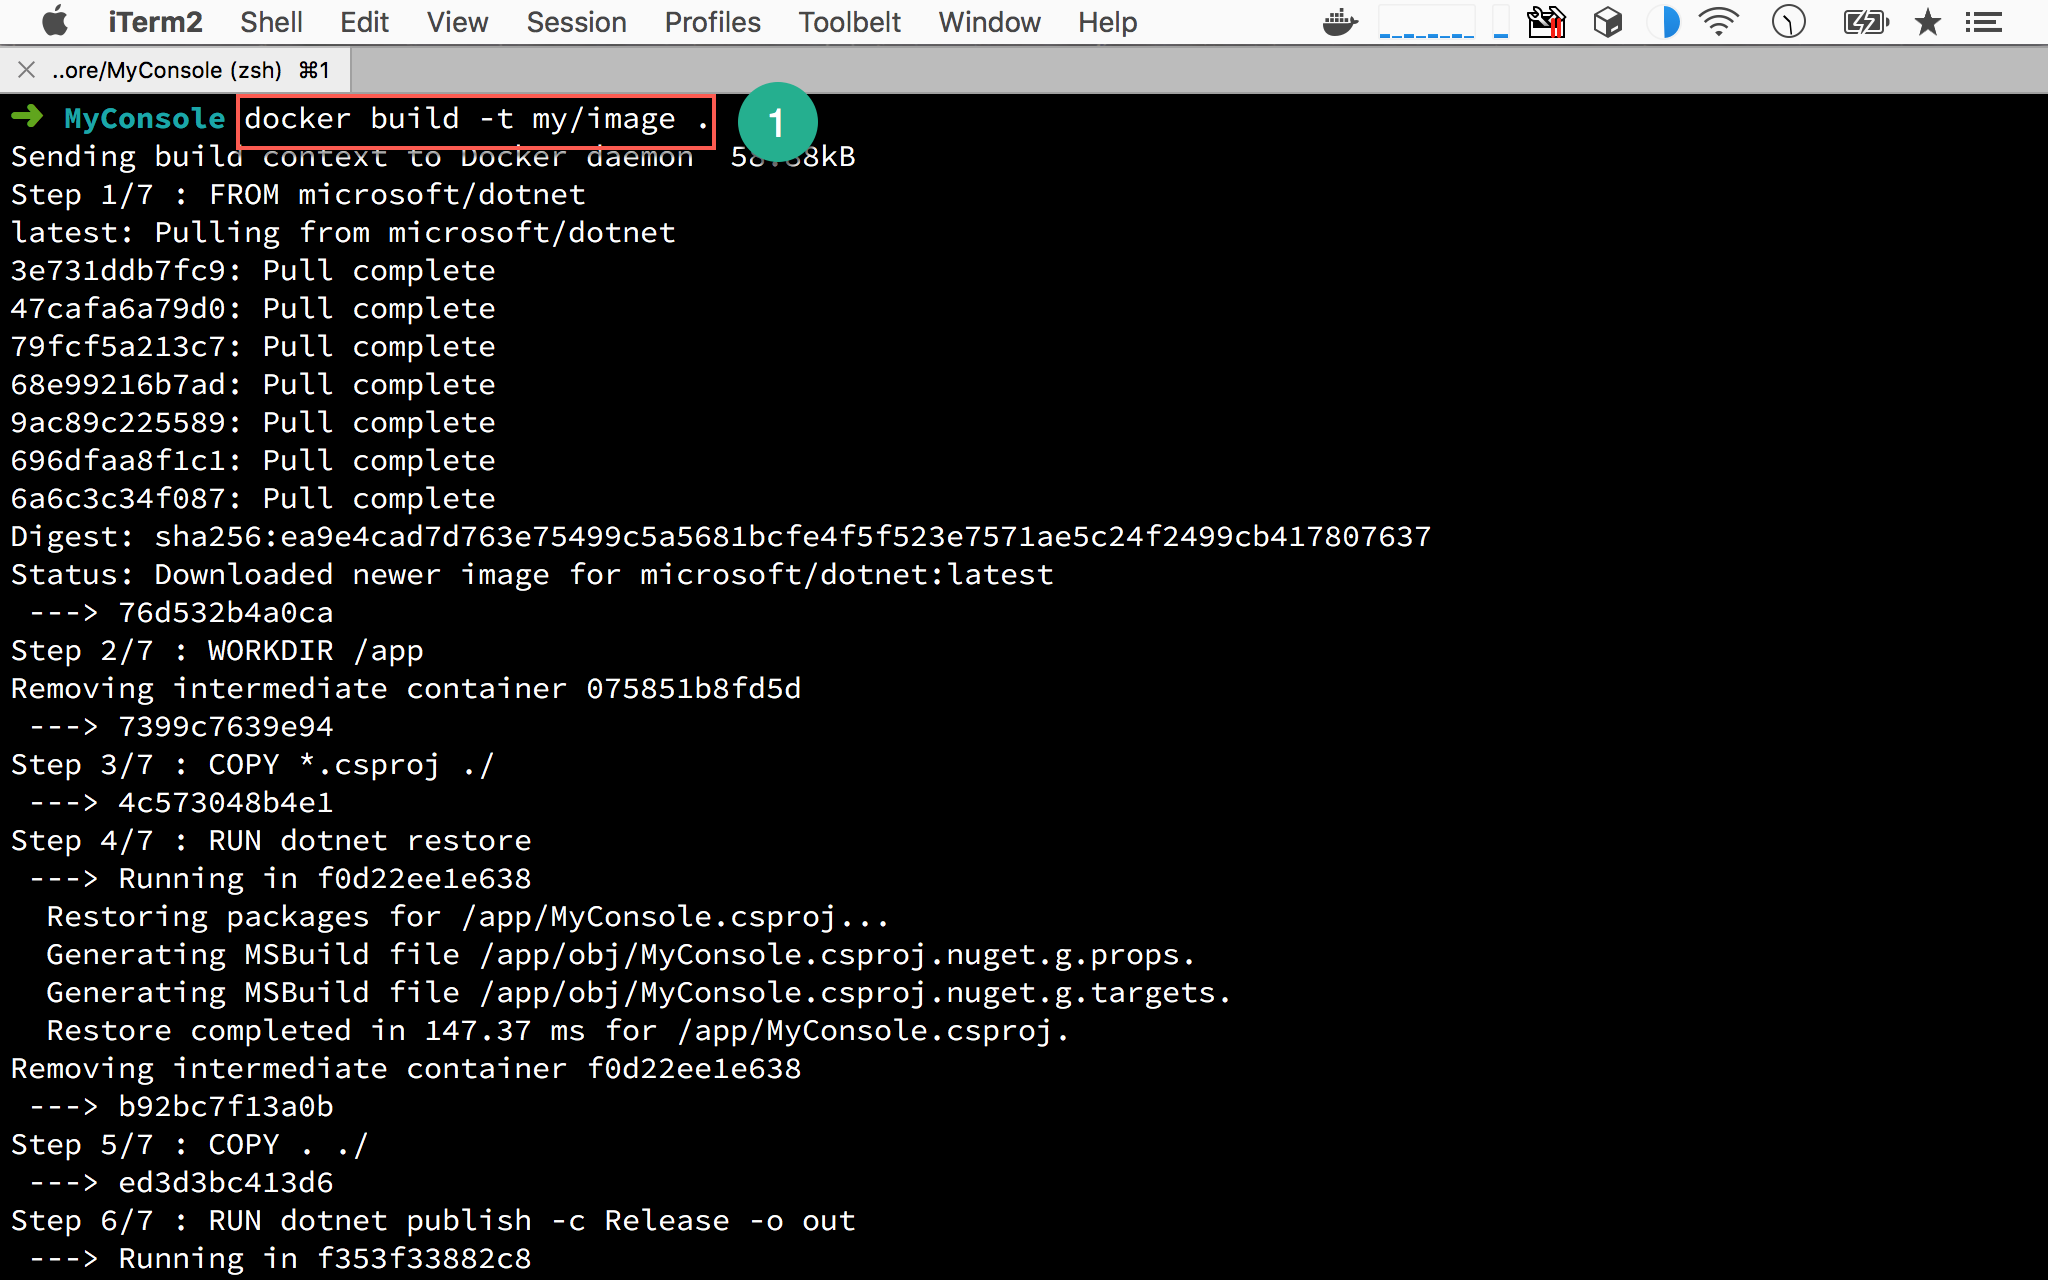 iTerm2 Shell Edit View Session Profiles Toolbelt Window Help
..ore/MyConsole (zsh) ⌘1
➜ MyConsole docker build -t my/image . 1
Sending build context to Docker daemon
Step 1/7 : FROM microsoft/dotnet
latest: Pulling from microsoft/dotnet
3e731ddb7fc9: Pull complete
47cafa6a79d0: Pull complete
79fcf5a213c7: Pull complete
68e99216b7ad: Pull complete
9ac89c225589: Pull complete
696dfaa8f1c1: Pull complete
6a6c3c34f087: Pull complete
Digest: sha256:ea9e4cad7d763e75499c5a5681bcfe4f5f523e7571ae5c24f2499cb417807637
Status: Downloaded newer image for microsoft/dotnet:latest
 ---> 76d532b4a0ca
Step 2/7 : WORKDIR /app
Removing intermediate container 075851b8fd5d
 ---> 7399c7639e94
Step 3/7 : COPY *.csproj ./
 ---> 4c573048b4e1
Step 4/7 : RUN dotnet restore
 ---> Running in f0d22ee1e638
  Restoring packages for /app/MyConsole.csproj...
  Generating MSBuild file /app/obj/MyConsole.csproj.nuget.g.props.
  Generating MSBuild file /app/obj/MyConsole.csproj.nuget.g.targets.
  Restore completed in 147.37 ms for /app/MyConsole.csproj.
Removing intermediate container f0d22ee1e638
 ---> b92bc7f13a0b
Step 5/7 : COPY . ./
 ---> ed3d3bc413d6
Step 6/7 : RUN dotnet publish -c Release -o out
 ---> Running in f353f33882c8